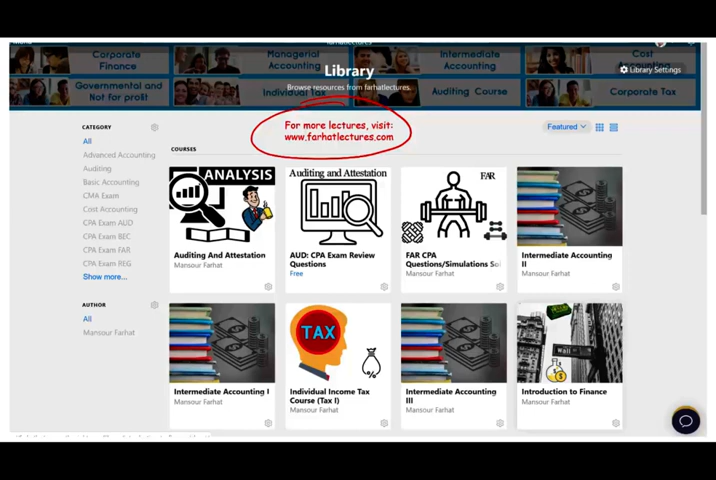 Corporate
Finance
Managerial
Accounting
Intermediate
Accounting
Cost
Accounting
Governmental and
Not for profit
Individual Tax
Auditing Course
farhatlectures
Library
Browse resources from farhatlectures.
Library Settings
For more lectures, visit:
www.farhatlectures.com
Featured
CATEGORY
All
Advanced Accounting
Auditing
Basic Accounting
CMA Exam
Cost Accounting
CPA Exam AUD
CPA Exam BEC
CPA Exam FAR
CPA Exam REG
Show more...
AUTHOR
All
Mansour Farhat
COURSES
ANALYSIS
Auditing And Attestation
Mansour Farhat
Auditing and Attestation
AUD: CPA Exam Review
Questions
Free
FAR
FAR CPA
Questions/Simulations
Mansour Farhat
Intermediate Accounting
II
Mansour Farhat
Intermediate Accounting I
Mansour Farhat
TAX
%
Individual Income Tax
Course (Tax I)
Mansour Farhat
Intermediate Accounting
III
Mansour Farhat
Wall
Introduction to Finance
Mansour Farhat